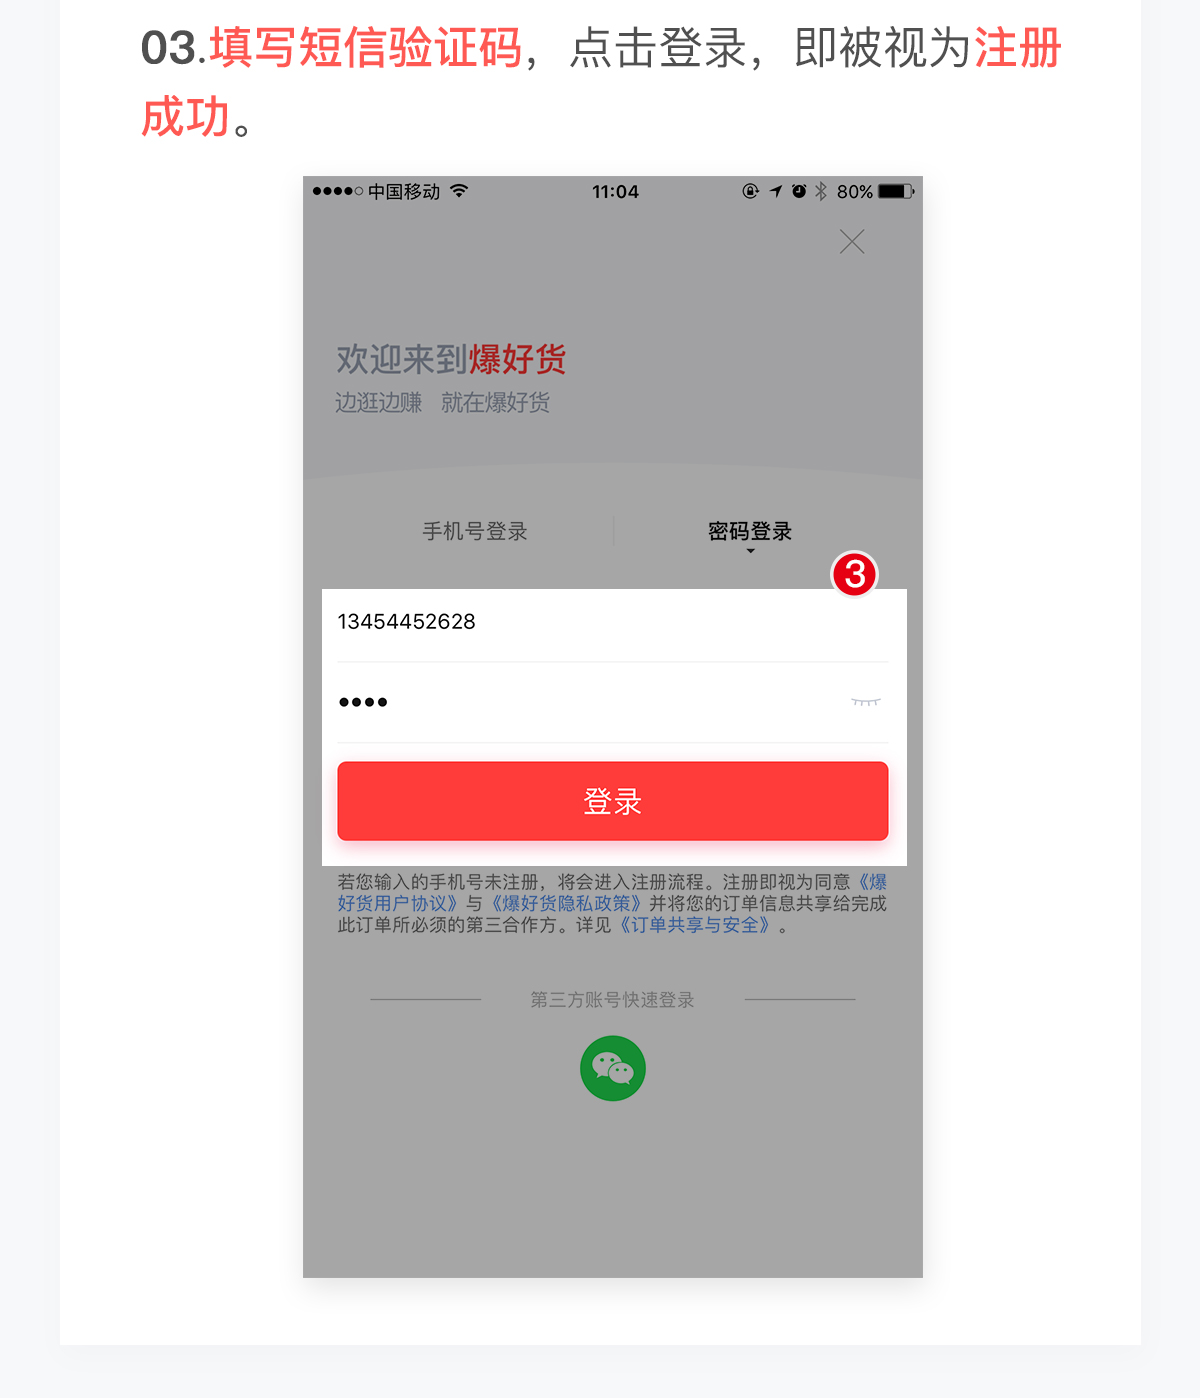 03.填写短信验证码，点击登录，即被视为注册
成功。
中国移动 11:04 80%
欢迎来到爆好货
边逛边赚 就在爆好货
手机号登录 密码登录
3
13454452628
••••
登录
若您输入的手机号未注册，将会进入注册流程。注册即视为同意《爆
好货用户协议》与《爆好货隐私政策》并将您的订单信息共享给完成
此订单所必须的第三合作方。详见《订单共享与安全》。
第三方账号快速登录